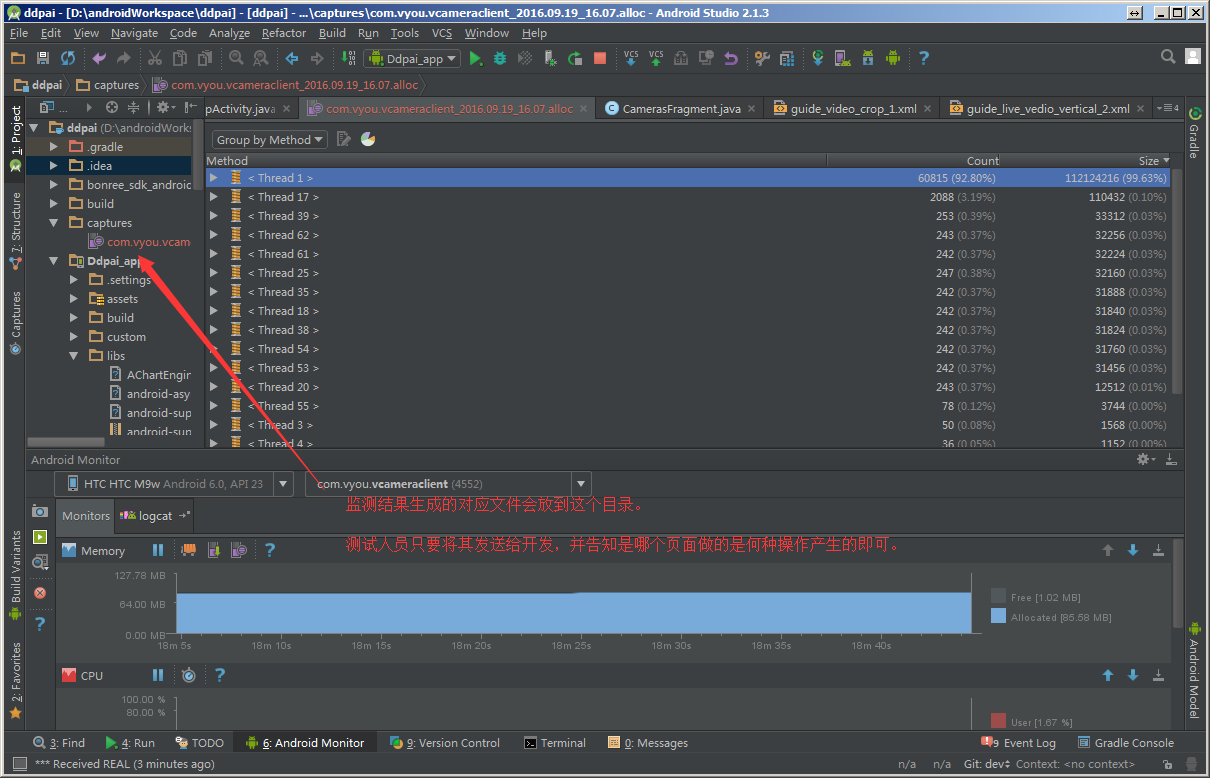 ddpai - [D:\androidWorkspace\ddpai] - [ddpai] - ...\captures\com.vyou.vcameraclient_2016.09.19_16.07.alloc - Android Studio 2.1.3
File Edit View Navigate Code Analyze Refactor Build Run Tools VCS Window Help
Ddpai_app
VCS VCS
ddpai captures com.vyou.vcameraclient_2016.09.19_16.07.alloc
1: Project
7: Structure
Captures
Build Variants
2: Favorites
ddpai (D:\androidWorks
.gradle
.idea
bonree_sdk_android
build
captures
com.vyou.vcam
Ddpai_app
.settings
assets
build
custom
libs
AChartEngin
android-asy
android-sup
android-sup
pActivity.java com.vyou.vcameraclient_2016.09.19_16.07.alloc CamerasFragment.java guide_video_crop_1.xml guide_live_vedio_vertical_2.xml 4
Group by Method
Method Count Size
< Thread 1 > 60815 (92.80%) 112124216 (99.63%)
< Thread 17 > 2088 (3.19%) 110432 (0.10%)
< Thread 39 > 253 (0.39%) 33312 (0.03%)
< Thread 62 > 243 (0.37%) 32256 (0.03%)
< Thread 61 > 242 (0.37%) 32224 (0.03%)
< Thread 25 > 247 (0.38%) 32160 (0.03%)
< Thread 35 > 242 (0.37%) 31888 (0.03%)
< Thread 18 > 242 (0.37%) 31840 (0.03%)
< Thread 38 > 242 (0.37%) 31824 (0.03%)
< Thread 54 > 242 (0.37%) 31760 (0.03%)
< Thread 53 > 242 (0.37%) 31456 (0.03%)
< Thread 20 > 243 (0.37%) 12512 (0.01%)
< Thread 55 > 78 (0.12%) 3744 (0.00%)
< Thread 3 > 50 (0.08%) 1568 (0.00%)
< Thread 4 > 36 (0.05%) 1152 (0.00%)
Gradle
Android Model
Android Monitor
HTC HTC M9w Android 6.0, API 23 com.vyou.vcameraclient (4552)
监测结果生成的对应文件会放到这个目录。
Monitors logcat
测试人员只要将其发送给开发，并告知是哪个页面做的是何种操作产生的即可。
Memory
127.78 MB
64.00 MB
0.00 MB
18m 5s 18m 10s 18m 15s 18m 20s 18m 25s 18m 30s 18m 35s 18m 40s
Free [1.02 MB]
Allocated [85.58 MB]
CPU
100.00 %
80.00 %
User [1.67 %]
3: Find 4: Run TODO 6: Android Monitor 9: Version Control Terminal 0: Messages 9 Event Log Gradle Console
*** Received REAL (3 minutes ago) n/a n/a Git: dev Context: <no context>